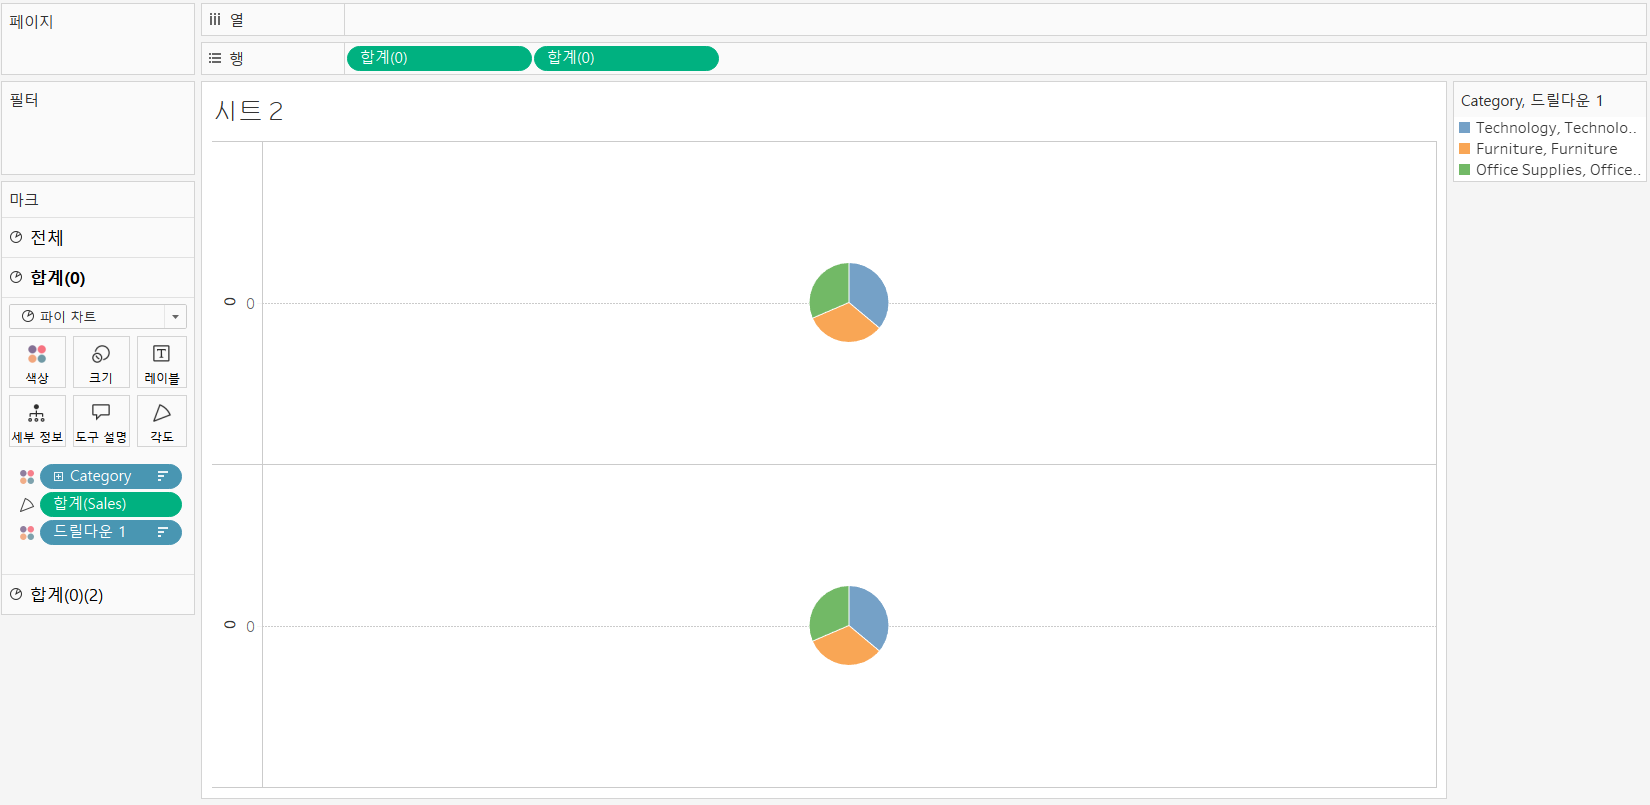 페이지
iii 열
행 합계(0) 합계(0)
필터
마크
전체
합계(0)
파이 차트
색상 크기 레이블
세부 정보 도구 설명 각도
Category
합계(Sales)
드릴다운 1
합계(0)(2)
시트 2
0 0
0 0
Category, 드릴다운 1
Technology, Technolo..
Furniture, Furniture
Office Supplies, Office..